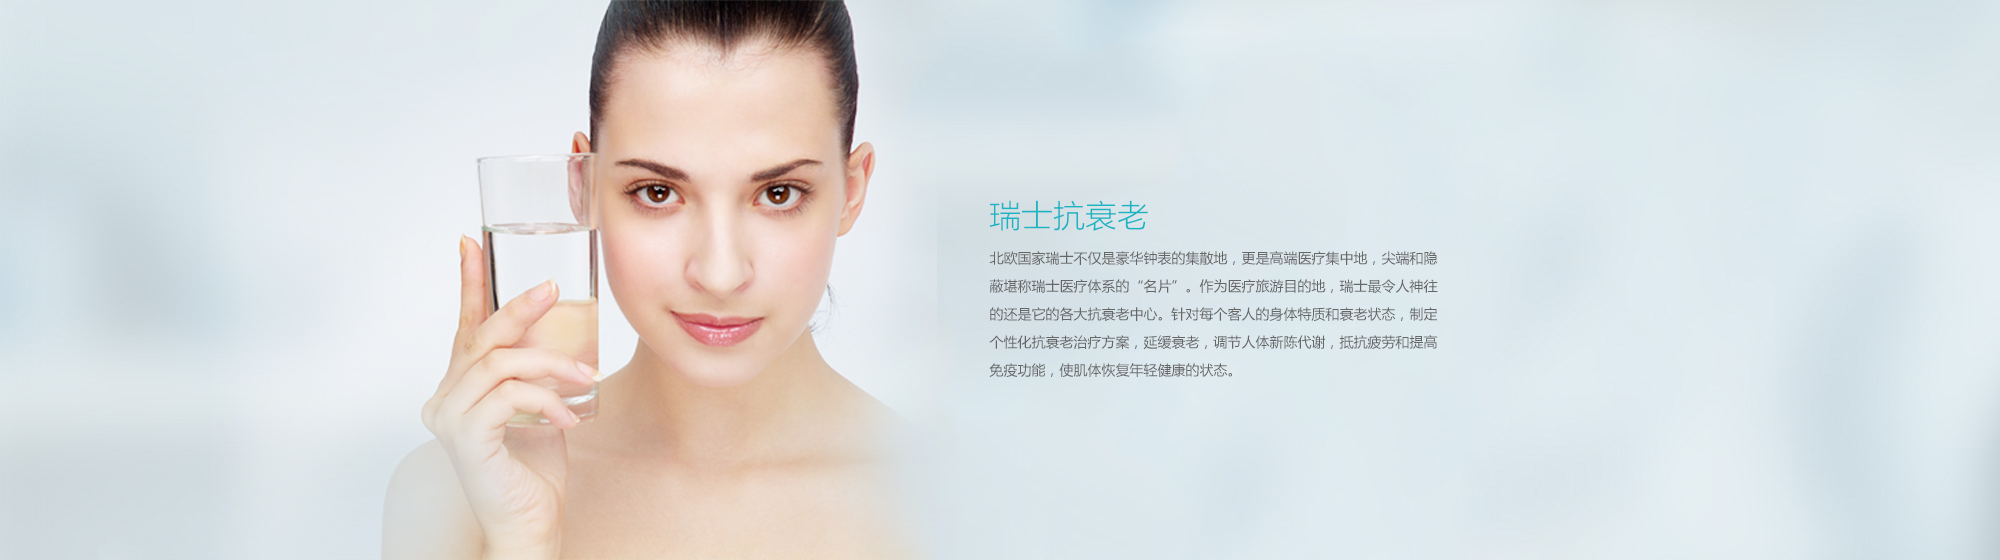 瑞士抗衰老
北欧国家瑞士不仅是豪华钟表的集散地，更是高端医疗集中地，尖端和隐
蔽堪称瑞士医疗体系的“名片”。作为医疗旅游目的地，瑞士最令人神往
的还是它的各大抗衰老中心。针对每个客人的身体特质和衰老状态，制定
个性化抗衰老治疗方案，延缓衰老，调节人体新陈代谢，抵抗疲劳和提高
免疫功能，使肌体恢复年轻健康的状态。